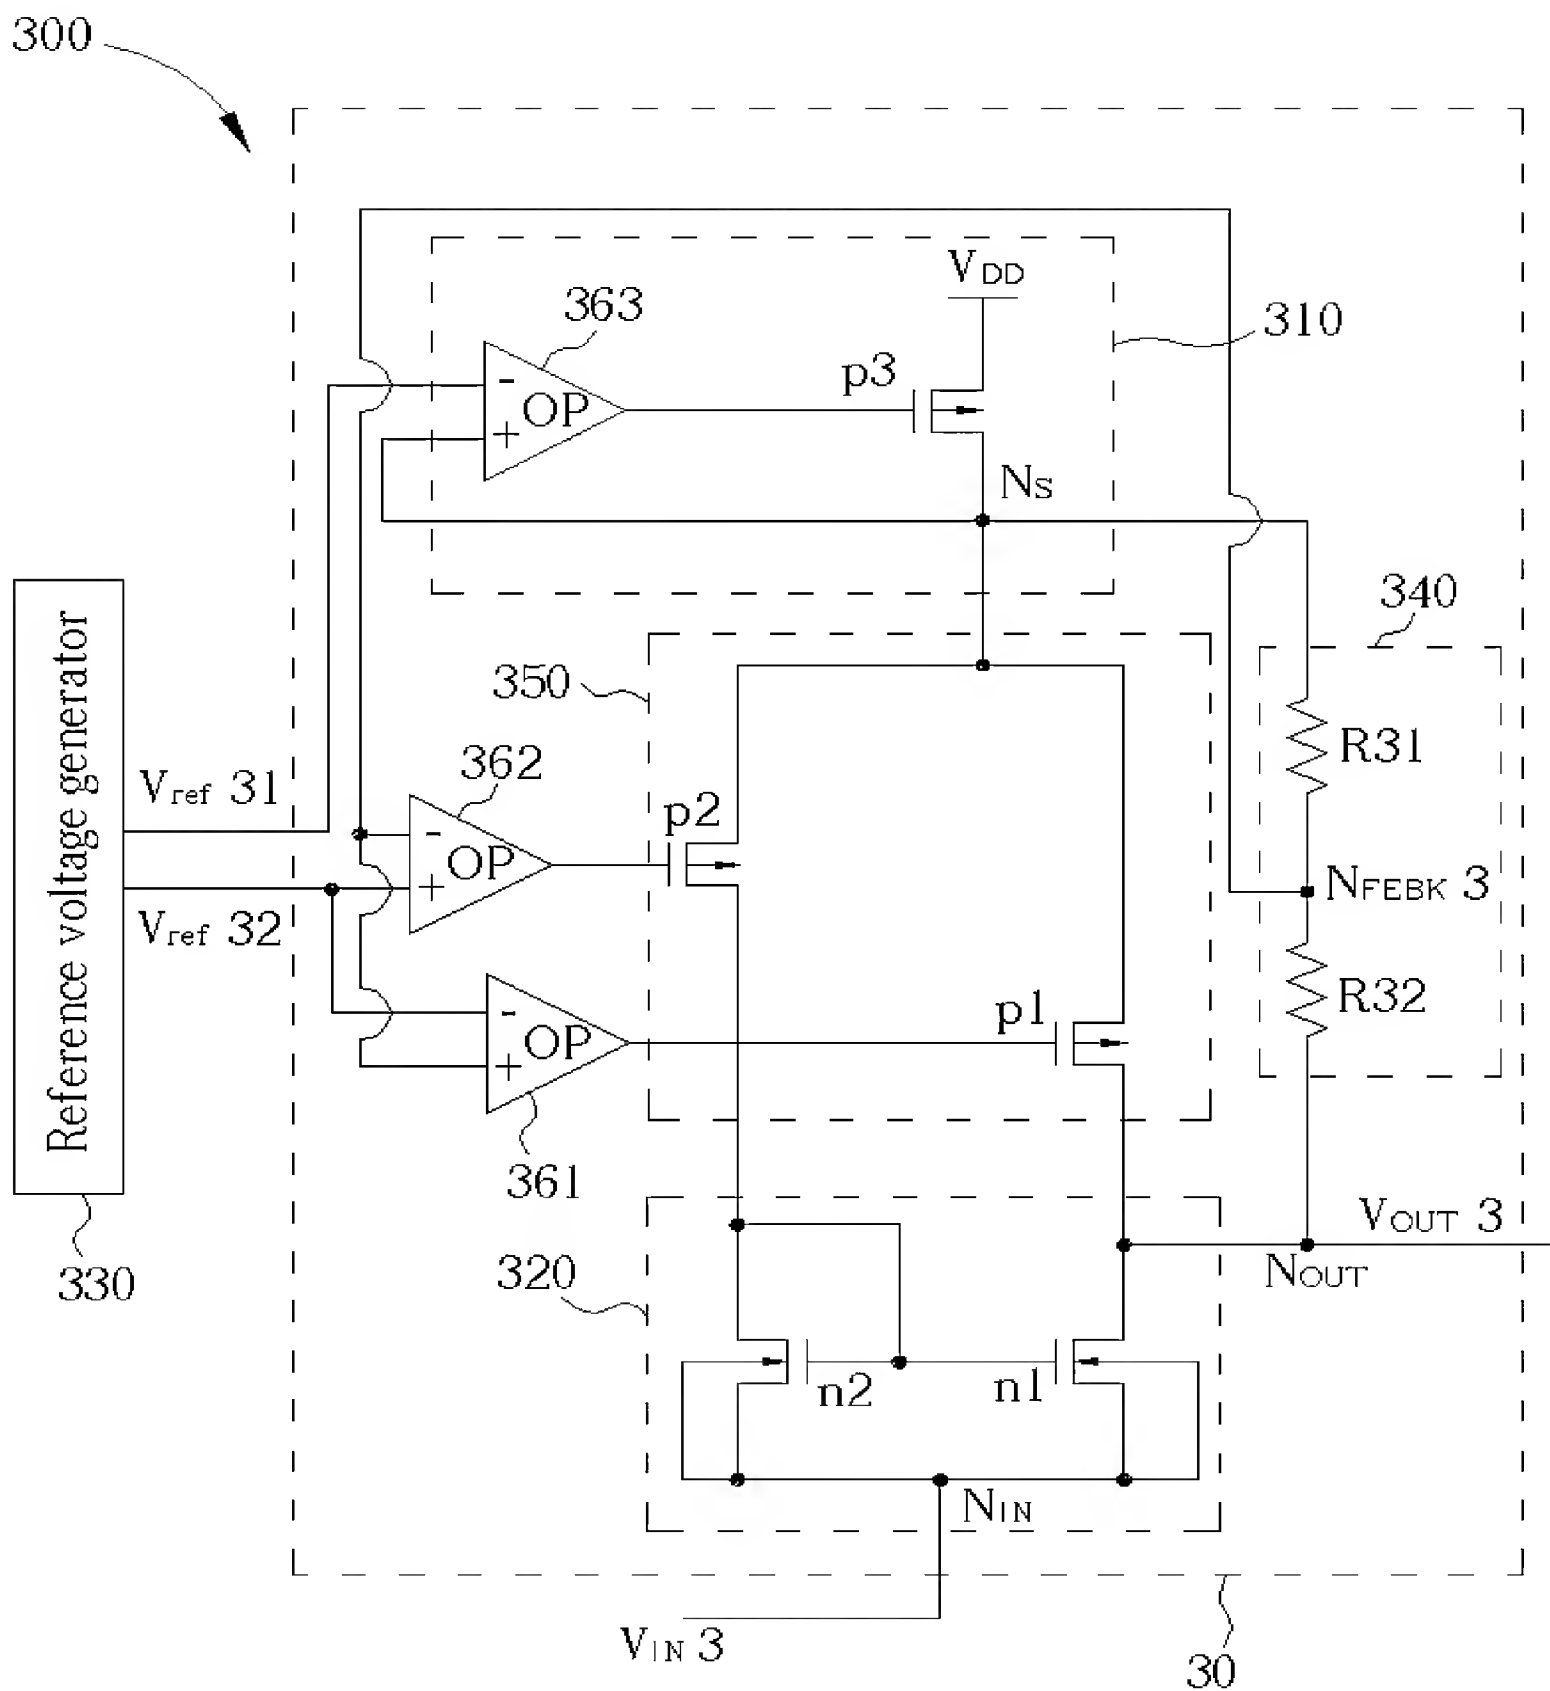 300
VDD
363
310
p3
-
OP
+
NS
340
350
R31
362
Vref 31
p2
-
OP
+
NFEBK 3
Vref 32
R32
p1
-
OP
+
Reference voltage generator
361
VOUT 3
NOUT
320
330
n2
n1
NIN
VIN 3
30